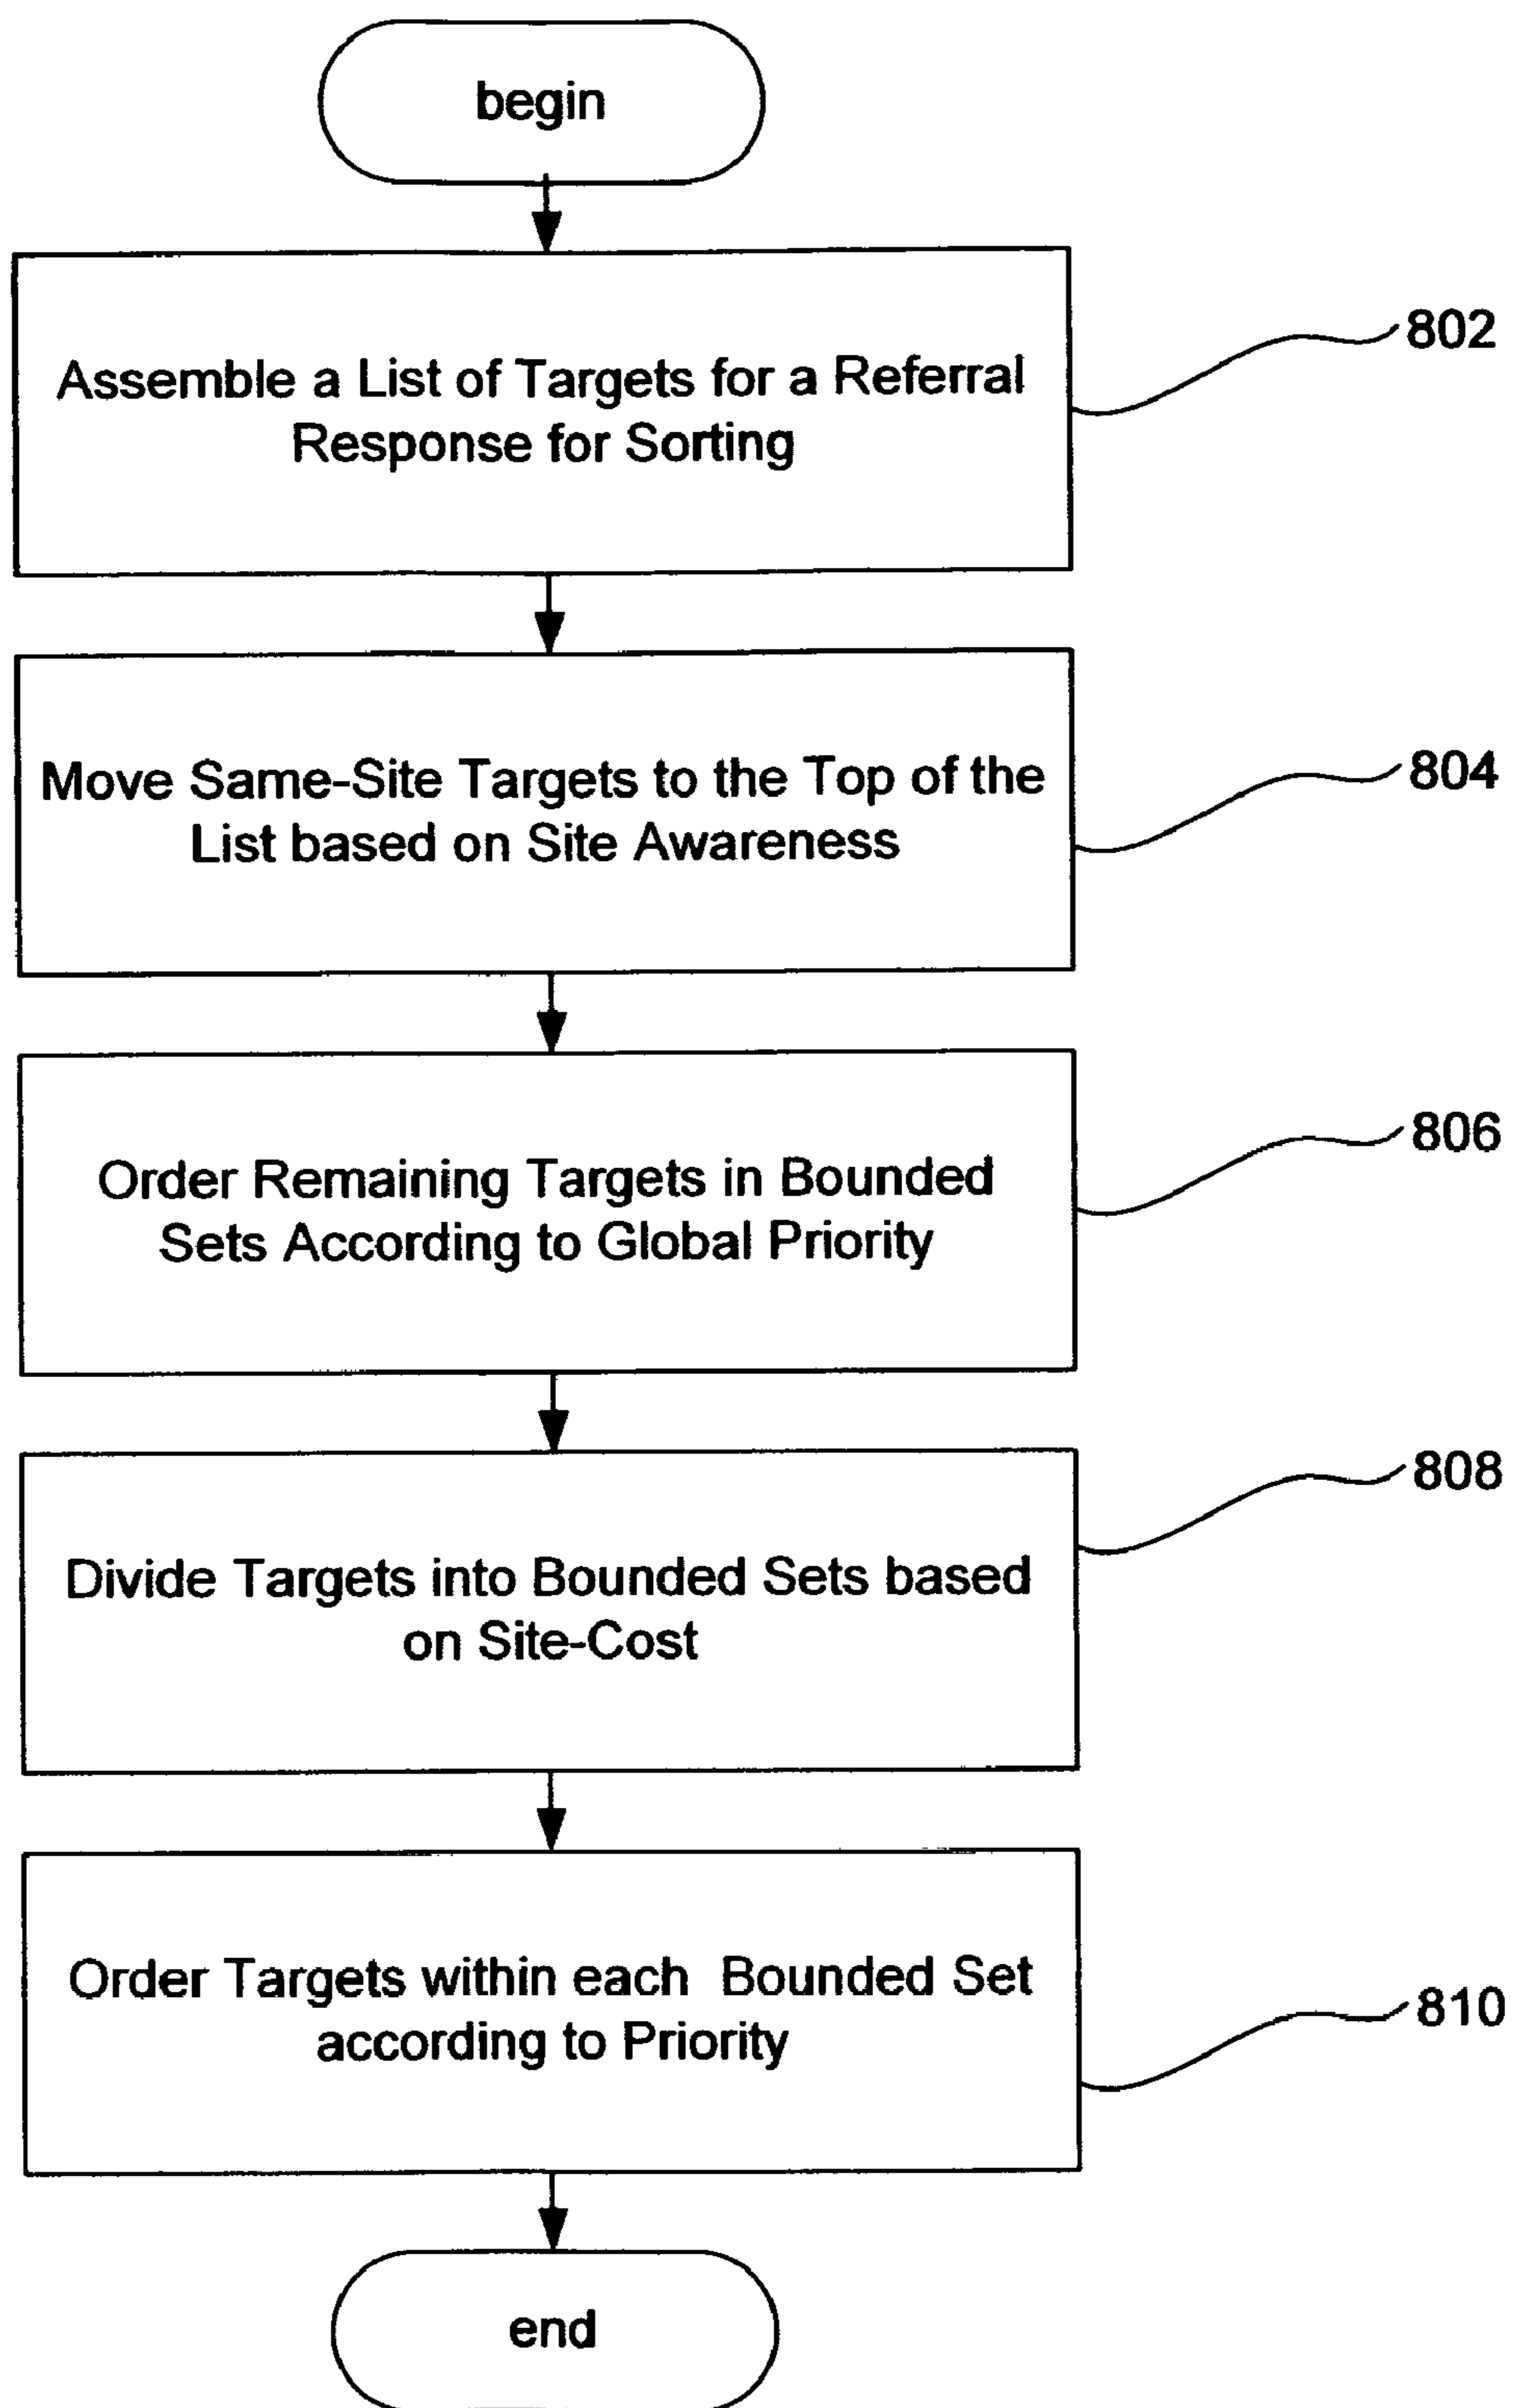 begin
Assemble a List of Targets for a Referral
Response for Sorting
802
Move Same-Site Targets to the Top of the
List based on Site Awareness
804
Order Remaining Targets in Bounded
Sets According to Global Priority
806
Divide Targets into Bounded Sets based
on Site-Cost
808
Order Targets within each Bounded Set
according to Priority
810
end